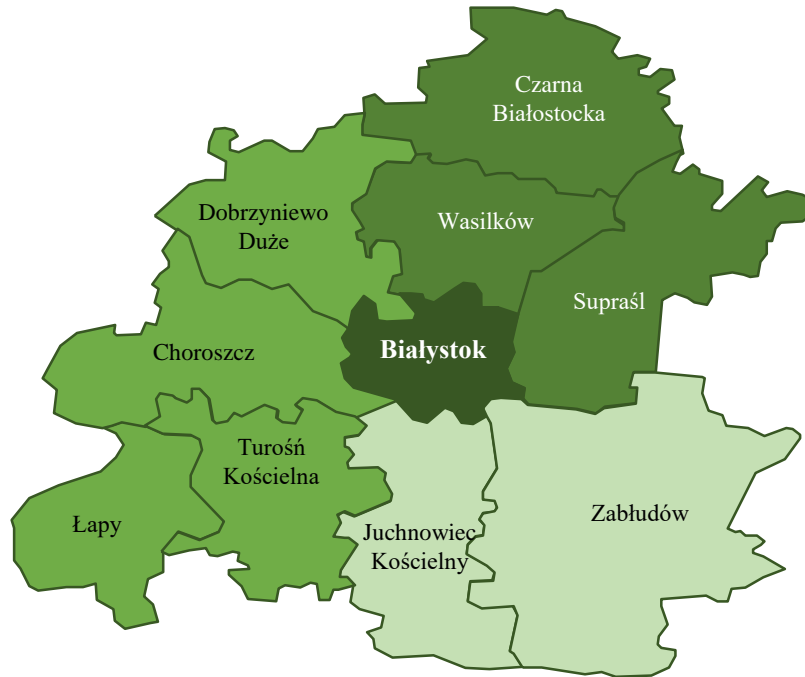 Czarna
Białostocka
Dobrzyniewo
Duże
Wasilków
Supraśl
Choroszcz
Białystok
Turośń
Kościelna
Łapy
Juchnowiec
Kościelny
Zabłudów